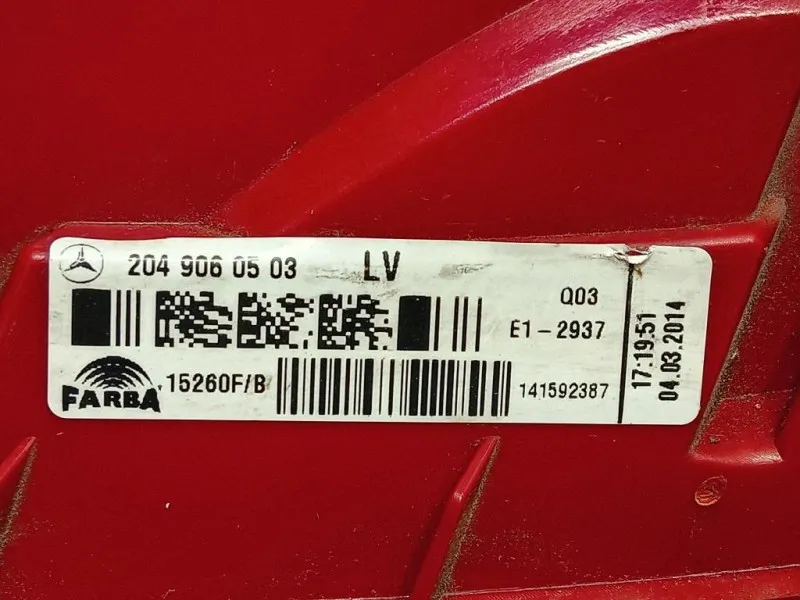 204 906 05 03 LV
Q03
E1-2937
FARBA
15260F/B
141592387
17:19:51
04.03.2014